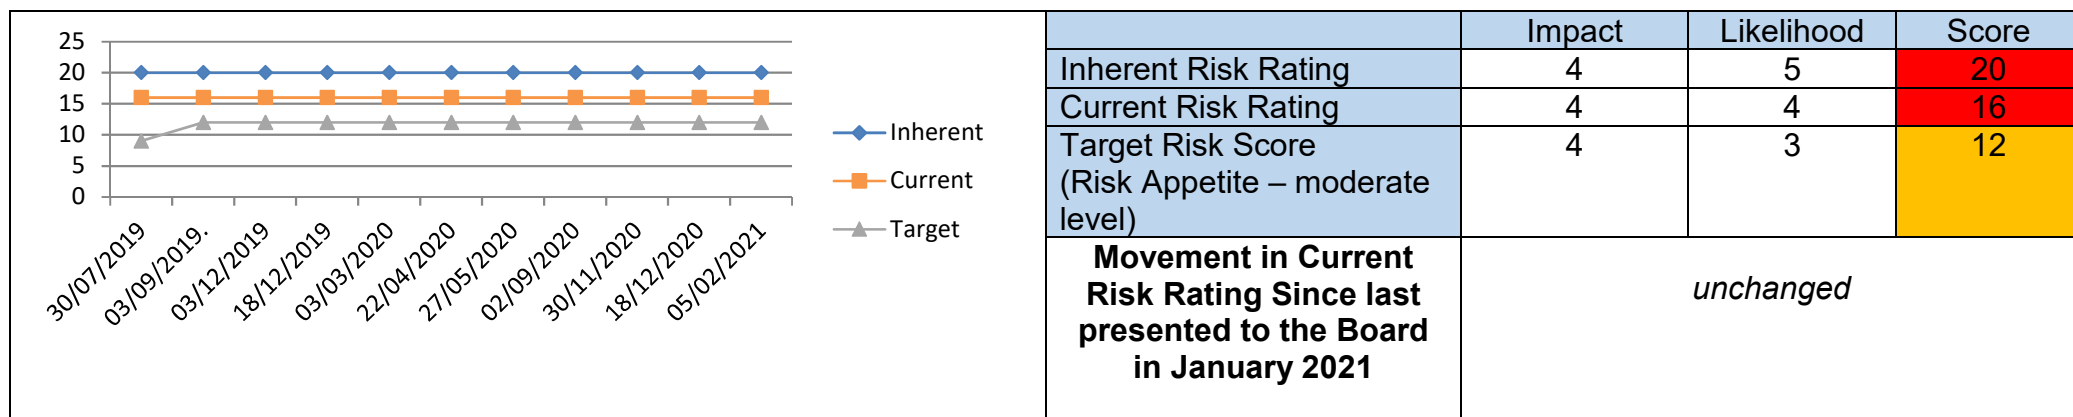 25
20
15
10
5
0
30/07/2019
03/09/2019.
03/12/2019
18/12/2019
03/03/2020
22/04/2020
27/05/2020
02/09/2020
30/11/2020
18/12/2020
05/02/2021
Inherent
Current
Target
Impact Likelihood Score
Inherent Risk Rating 4 5 20
Current Risk Rating 4 4 16
Target Risk Score 4 3 12
(Risk Appetite – moderate
level)
Movement in Current
Risk Rating Since last
presented to the Board
in January 2021
unchanged